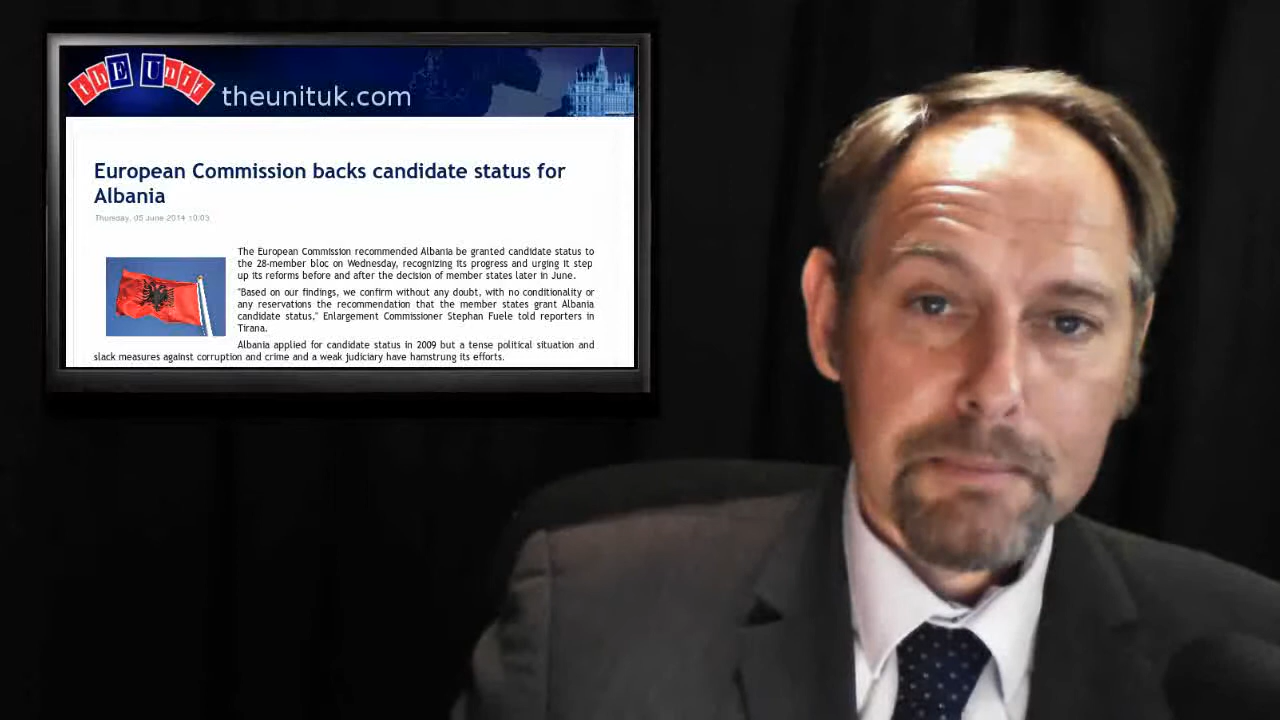 thE Unit
theunituk.com
European Commission backs candidate status for
Albania
Thursday, 05 June 2014 10:03
The European Commission recommended Albania be granted candidate status to
the 28-member bloc on Wednesday, recognizing its progress and urging it step
up its reforms before and after the decision of member states later in June.
"Based on our findings, we confirm without any doubt, with no conditionality or
any reservations the recommendation that the member states grant Albania
candidate status," Enlargement Commissioner Stephan Fuele told reporters in
Tirana.
Albania applied for candidate status in 2009 but a tense political situation and
slack measures against corruption and crime and a weak judiciary have hamstrung its efforts.